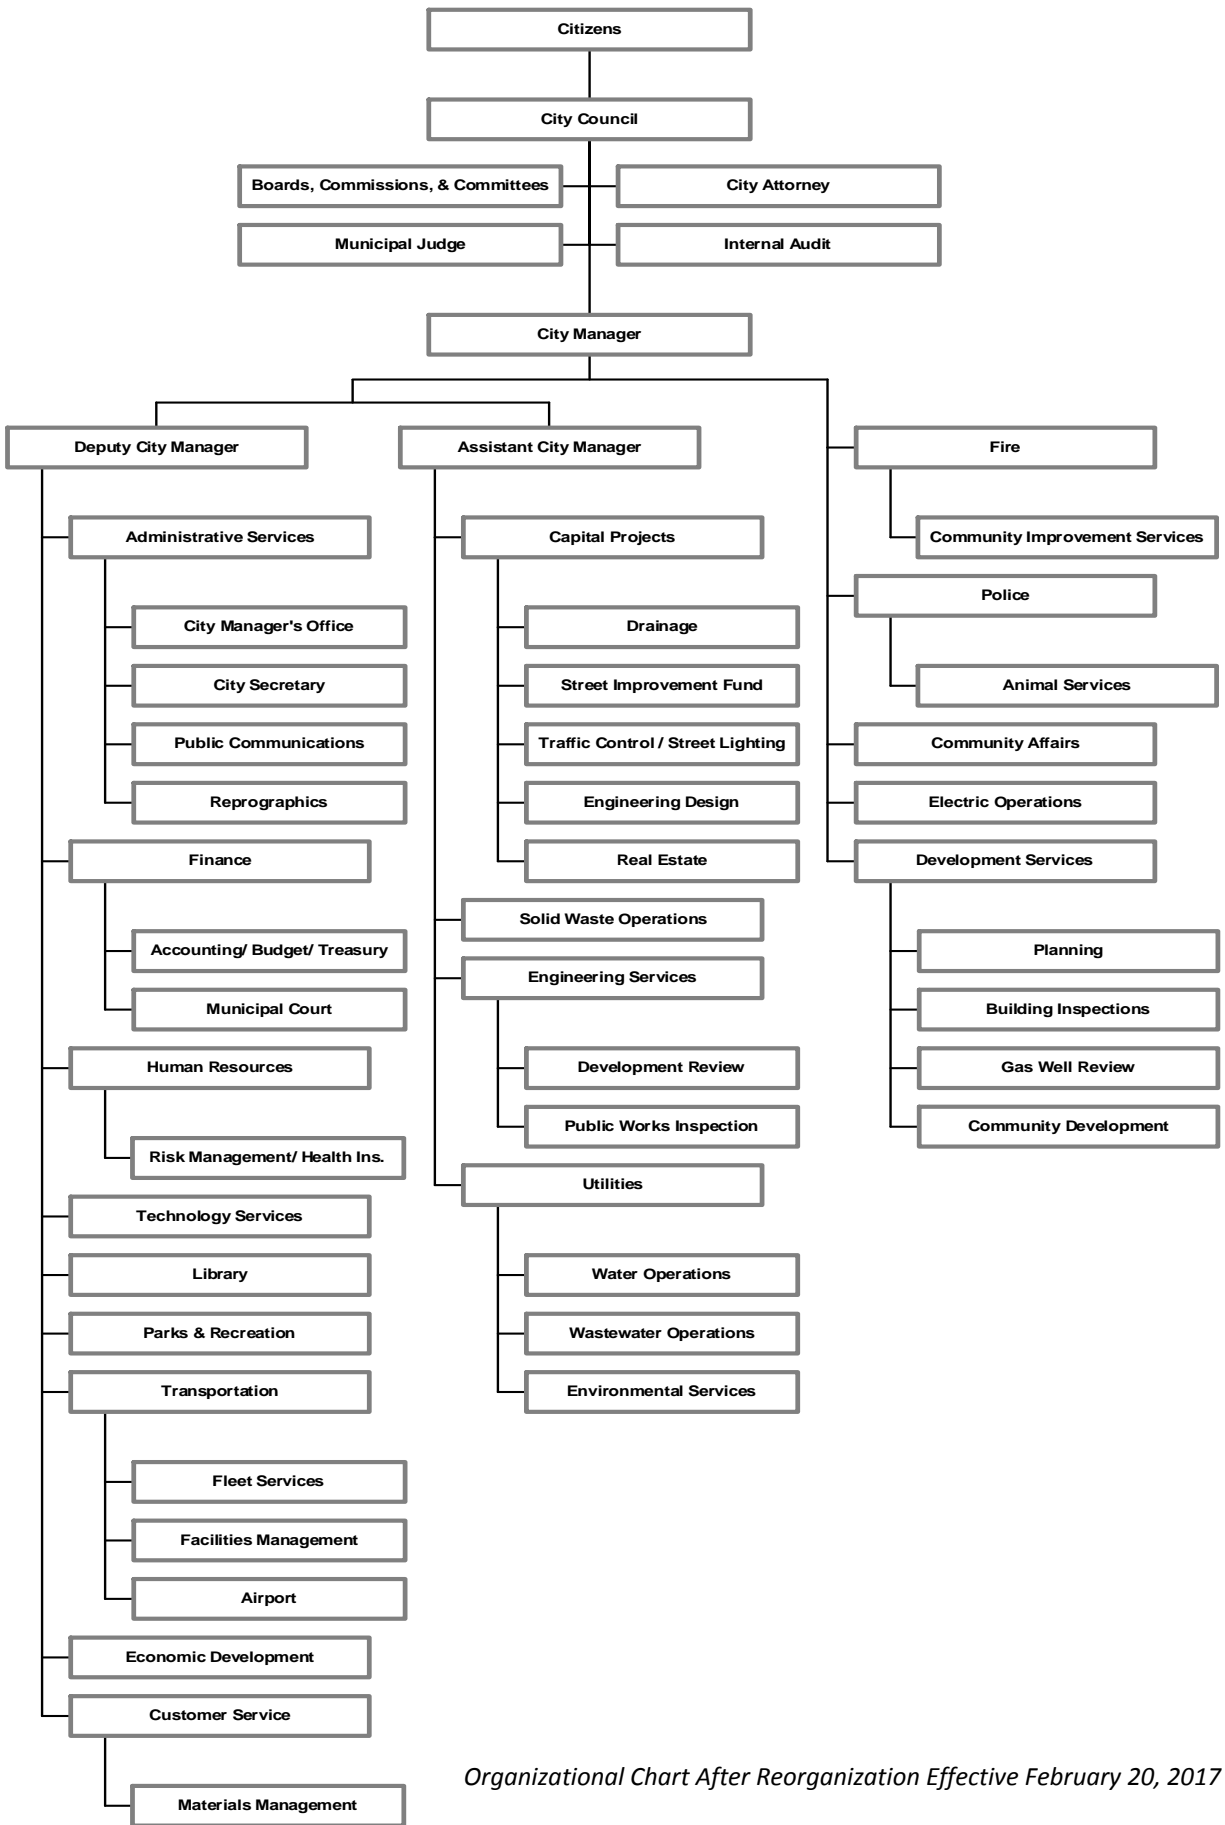 Citizens
City Council
Boards, Commissions, & Committees
City Attorney
Municipal Judge
Internal Audit
City Manager
Deputy City Manager
Administrative Services
City Manager's Office
City Secretary
Public Communications
Reprographics
Finance
Accounting/ Budget/ Treasury
Municipal Court
Human Resources
Risk Management/ Health Ins.
Technology Services
Library
Parks & Recreation
Transportation
Fleet Services
Facilities Management
Airport
Economic Development
Customer Service
Materials Management
Assistant City Manager
Capital Projects
Drainage
Street Improvement Fund
Traffic Control / Street Lighting
Engineering Design
Real Estate
Solid Waste Operations
Engineering Services
Development Review
Public Works Inspection
Utilities
Water Operations
Wastewater Operations
Environmental Services
Fire
Community Improvement Services
Police
Animal Services
Community Affairs
Electric Operations
Development Services
Planning
Building Inspections
Gas Well Review
Community Development
Organizational Chart After Reorganization Effective February 20, 2017